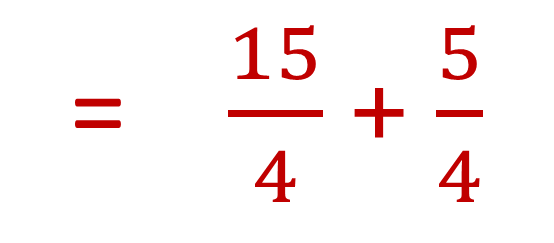 = 15/4 + 5/4